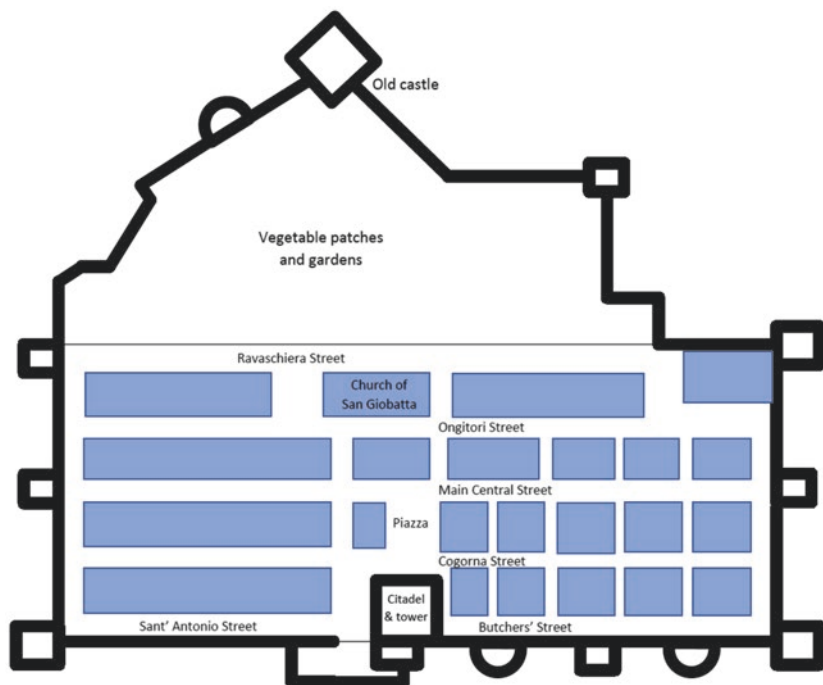 Old castle
Vegetable patches
and gardens
Ravaschiera Street
Church of
San Giobatta
Ongitori Street
Main Central Street
Piazza
Cogorna Street
Citadel
& tower
Sant' Antonio Street
Butchers' Street